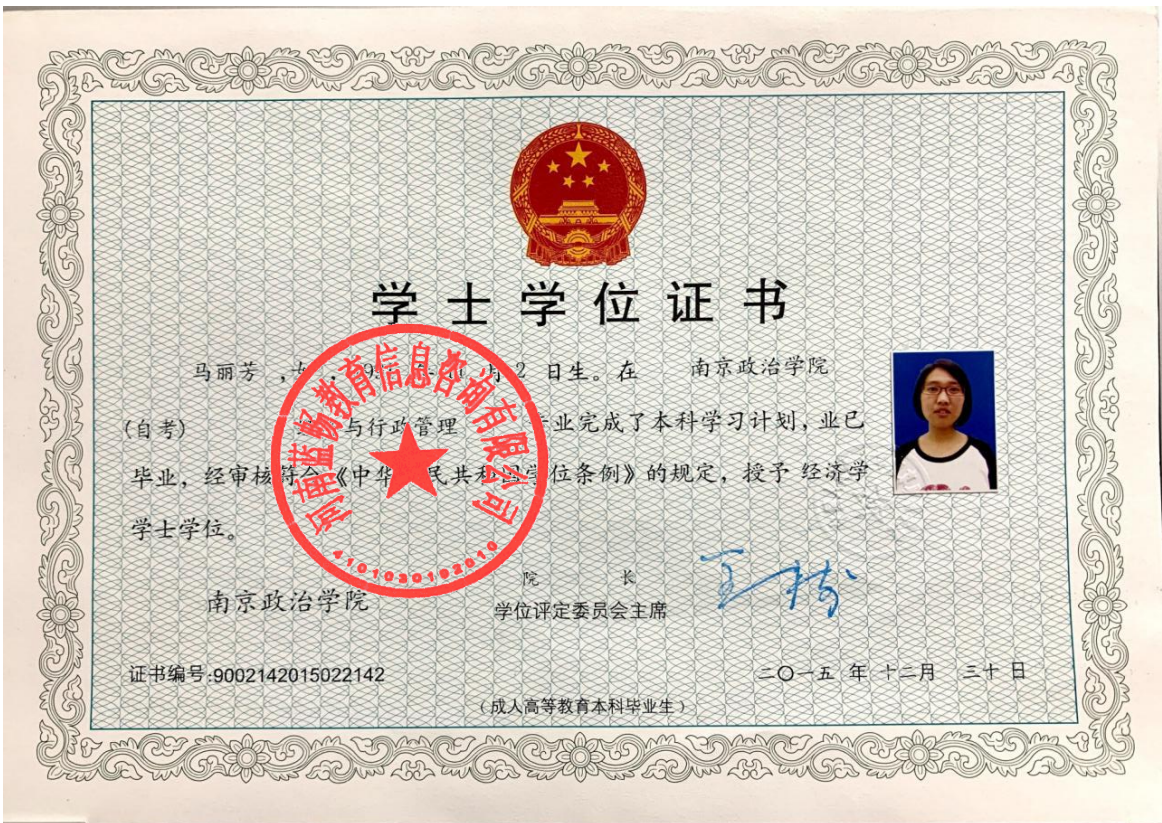 学士学位证书
马丽芳 ,女, 月 2 日生。在 南京政治学院
(自考) 与行政管理 专业完成了本科学习计划,业已
毕业,经审核符合《中华人民共和国学位条例》的规定,授予 经济学
学士学位。
河南蓝畅教育信息咨询有限公司
4101030192010
院 长
南京政治学院
学位评定委员会主席
证书编号:9002142015022142
二〇一五 年 十二月 三十 日
(成人高等教育本科毕业生)